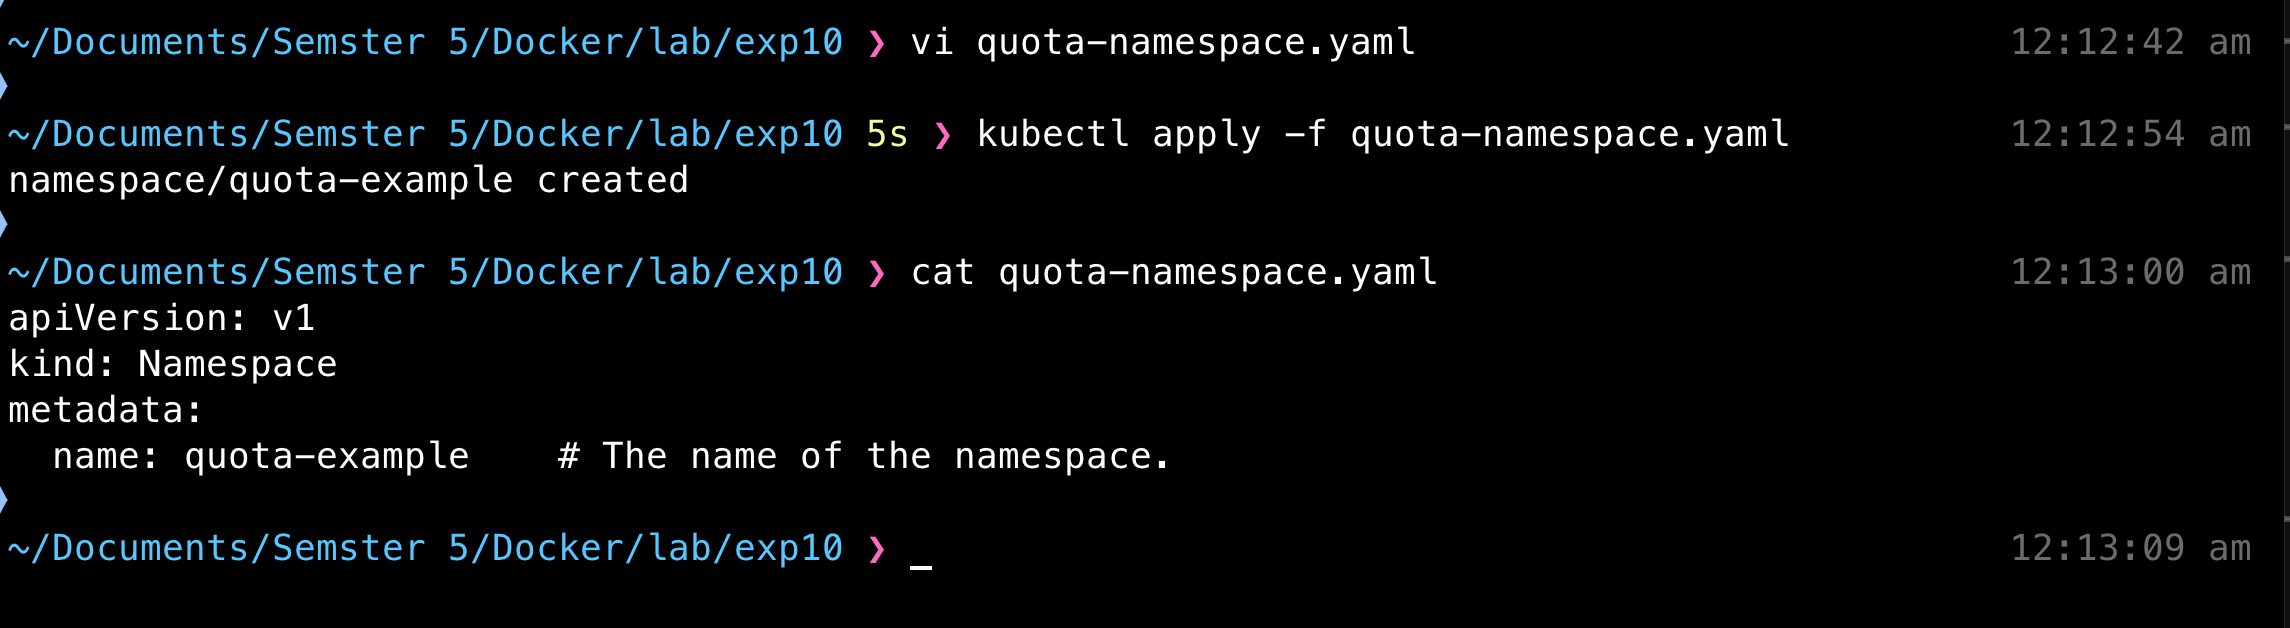 ~/Documents/Semster 5/Docker/lab/exp10 ❯ vi quota-namespace.yaml 12:12:42 am
~/Documents/Semster 5/Docker/lab/exp10 5s ❯ kubectl apply -f quota-namespace.yaml 12:12:54 am
namespace/quota-example created
~/Documents/Semster 5/Docker/lab/exp10 ❯ cat quota-namespace.yaml 12:13:00 am
apiVersion: v1
kind: Namespace
metadata:
  name: quota-example    # The name of the namespace.
~/Documents/Semster 5/Docker/lab/exp10 ❯ _ 12:13:09 am